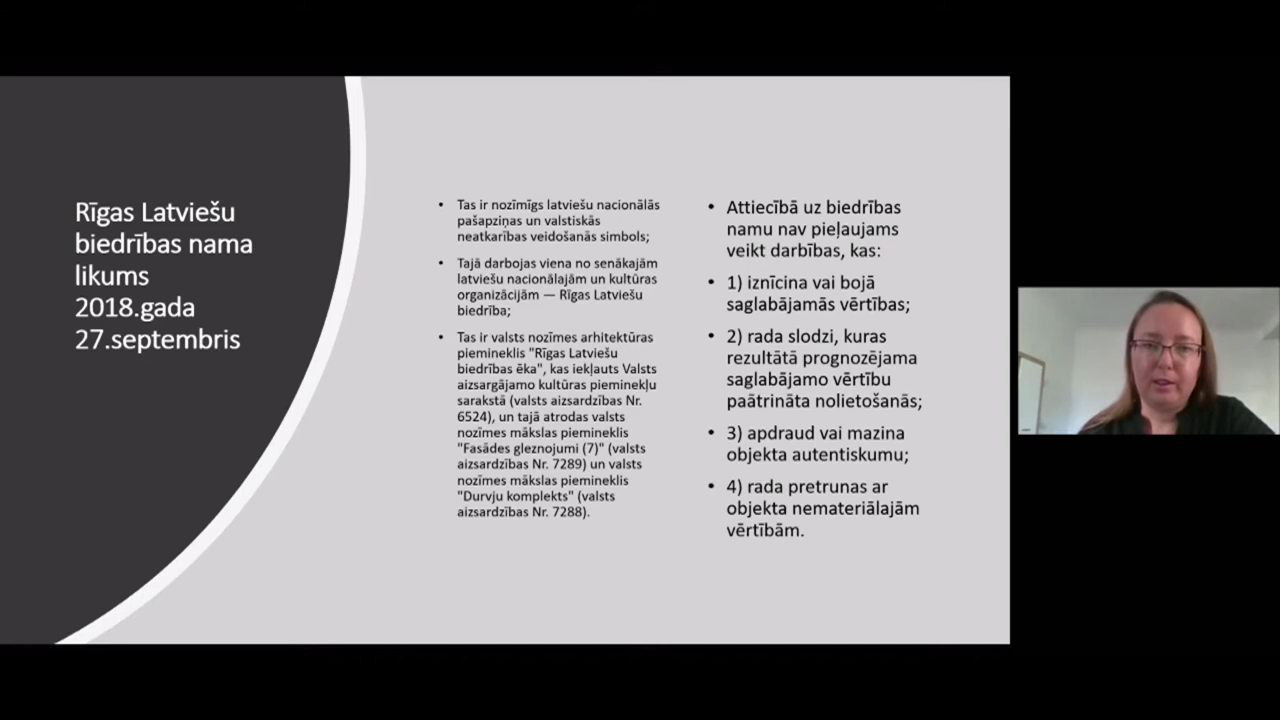 Rīgas Latviešu
biedrības nama
likums
2018.gada
27.septembris
• Tas ir nozīmīgs latviešu nacionālās
pašapziņas un valstiskās
neatkarības veidošanās simbols;
• Tajā darbojas viena no senākajām
latviešu nacionālajām un kultūras
organizācijām — Rīgas Latviešu
biedrība;
• Tas ir valsts nozīmes arhitektūras
piemineklis "Rīgas Latviešu
biedrības ēka", kas iekļauts Valsts
aizsargājamo kultūras pieminekļu
sarakstā (valsts aizsardzības Nr.
6524), un tajā atrodas valsts
nozīmes mākslas piemineklis
"Fasādes gleznojumi (7)" (valsts
aizsardzības Nr. 7289) un valsts
nozīmes mākslas piemineklis
"Durvju komplekts" (valsts
aizsardzības Nr. 7288).
• Attiecībā uz biedrības
namu nav pieļaujams
veikt darbības, kas:
• 1) iznīcina vai bojā
saglabājamās vērtības;
• 2) rada slodzi, kuras
rezultātā prognozējama
saglabājamo vērtību
paātrināta nolietošanās;
• 3) apdraud vai mazina
objekta autentiskumu;
• 4) rada pretrunas ar
objekta nemateriālajām
vērtībām.